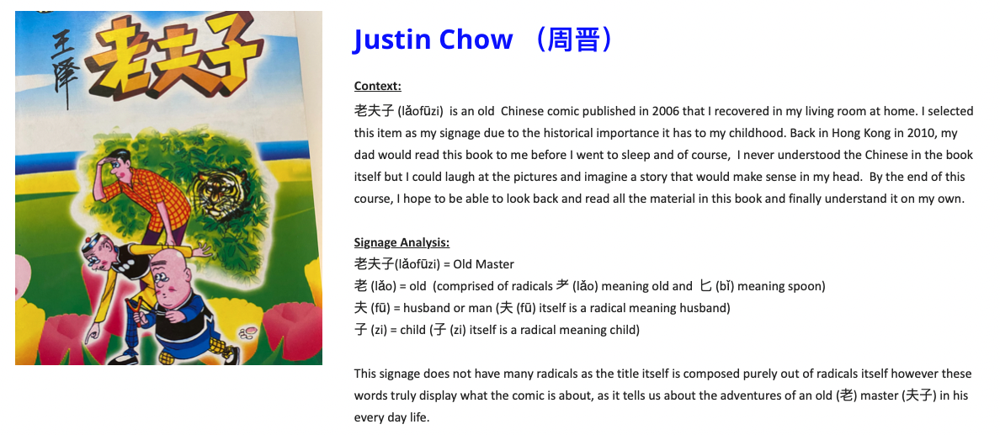 王泽
老夫子
Justin Chow （周晋）
Context:
老夫子 (lǎofūzi) is an old Chinese comic published in 2006 that I recovered in my living room at home. I selected
this item as my signage due to the historical importance it has to my childhood. Back in Hong Kong in 2010, my
dad would read this book to me before I went to sleep and of course, I never understood the Chinese in the book
itself but I could laugh at the pictures and imagine a story that would make sense in my head. By the end of this
course, I hope to be able to look back and read all the material in this book and finally understand it on my own.
Signage Analysis:
老夫子(lǎofūzi) = Old Master
老 (lǎo) = old (comprised of radicals 耂 (lǎo) meaning old and 匕 (bǐ) meaning spoon)
夫 (fū) = husband or man (夫 (fū) itself is a radical meaning husband)
子 (zi) = child (子 (zi) itself is a radical meaning child)
This signage does not have many radicals as the title itself is composed purely out of radicals itself however these
words truly display what the comic is about, as it tells us about the adventures of an old (老) master (夫子) in his
every day life.